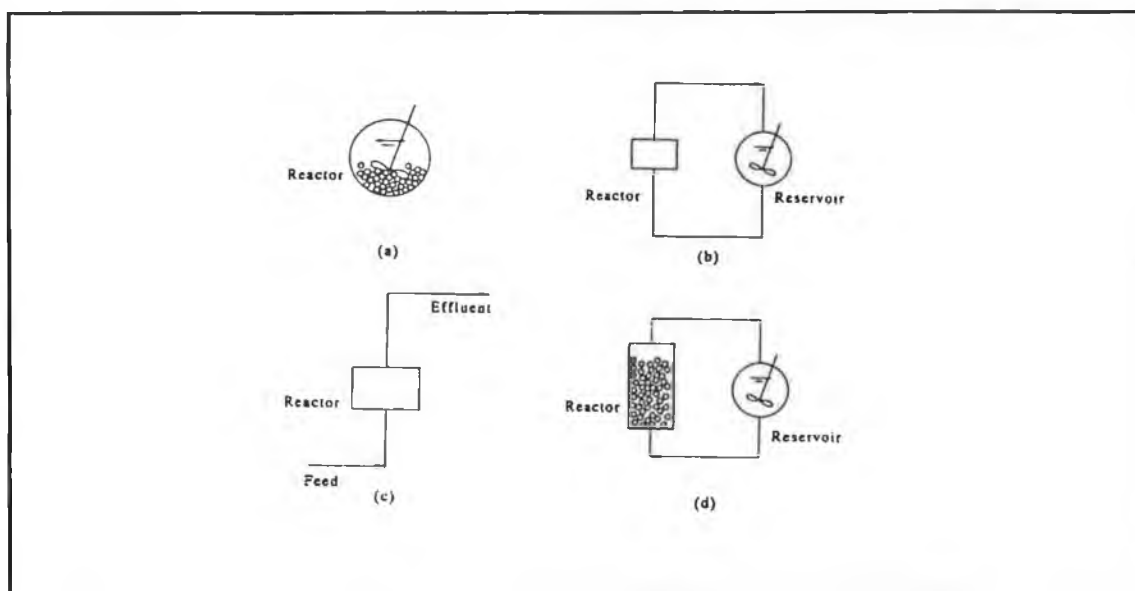 Reactor
(a)
Reactor
Reservoir
(b)
Effluent
Reactor
Feed
(c)
Reactor
Reservoir
(d)